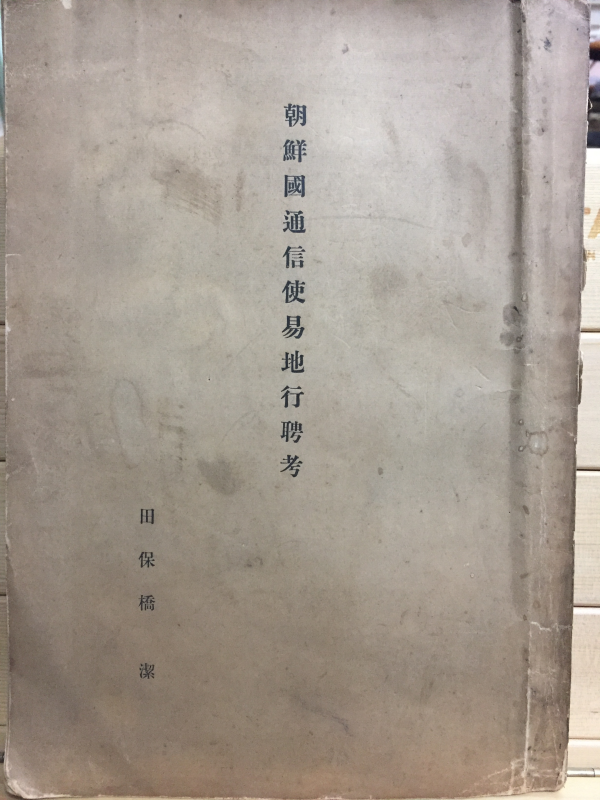 朝鮮國通信使易地行聘考
田保橋 潔